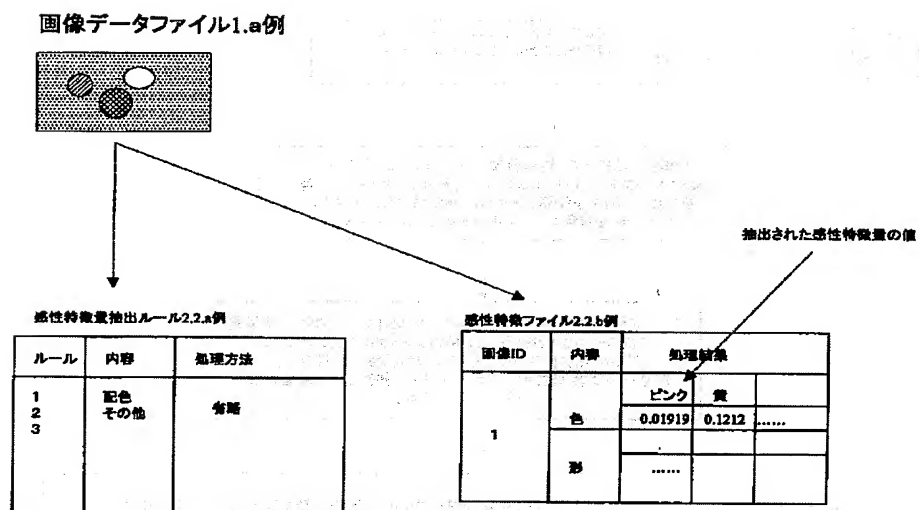 画像データファイル1.a例
抽出された感性特徴量の値
感性特徴量抽出ルール2.2.a例
ルール 内容 処理方法
1 配色 省略
2 その他
3
感性特徴ファイル2.2.b例
画像ID 内容 処理結果
ピンク 黄
色 0.01919 0.1212 ......
1
形 ......